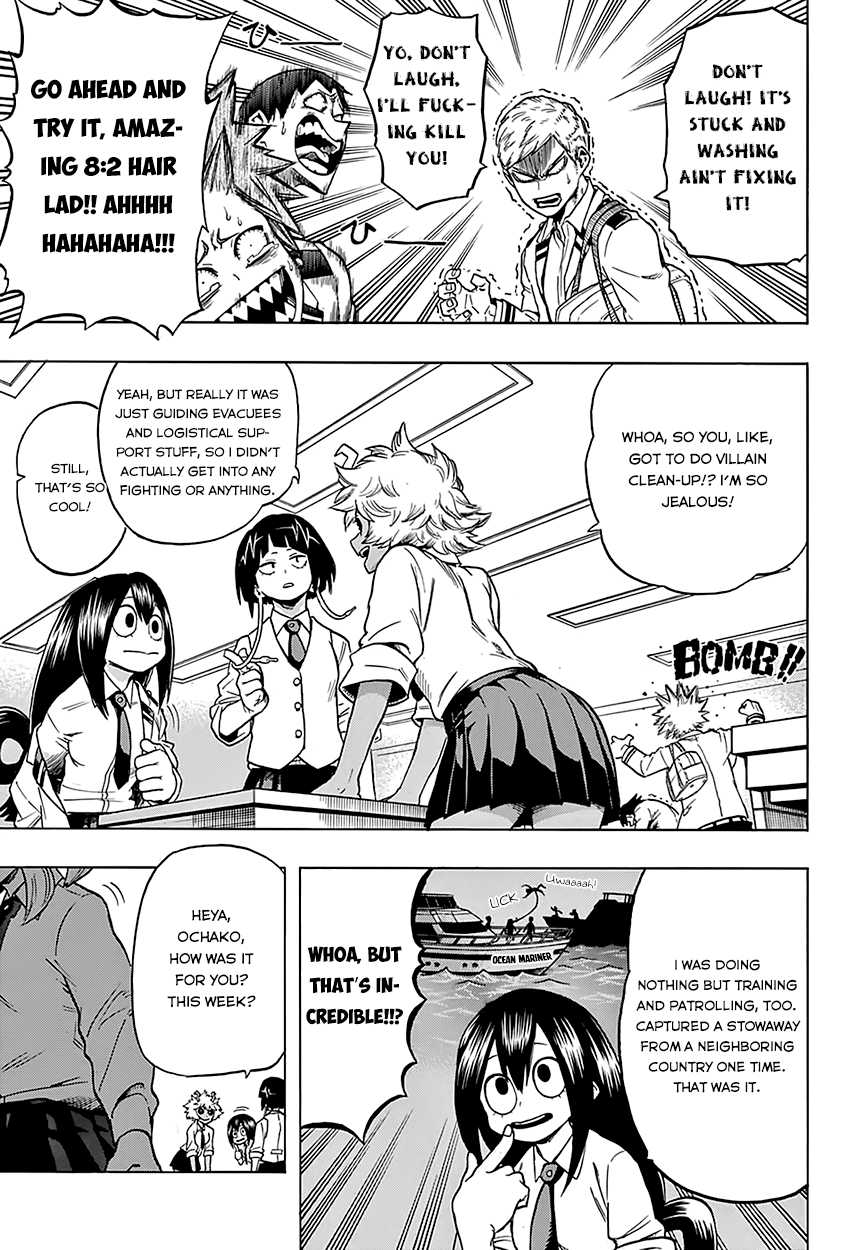 DON'T
LAUGH! IT'S
STUCK AND
WASHING
AIN'T FIXING
IT!
YO, DON'T
LAUGH,
I'LL FUCK-
ING KILL
YOU!
GO AHEAD AND
TRY IT, AMAZ-
ING 8:2 HAIR
LAD!! AHHHH
HAHAHAHA!!!
ひー
ひー
WHOA, SO YOU, LIKE,
GOT TO DO VILLAIN
CLEAN-UP!? I'M SO
JEALOUS!
YEAH, BUT REALLY IT WAS
JUST GUIDING EVACUEES
AND LOGISTICAL SUP-
PORT STUFF, SO I DIDN'T
ACTUALLY GET INTO ANY
FIGHTING OR ANYTHING.
STILL,
THAT'S SO
COOL!
BOMB!!
I WAS DOING
NOTHING BUT TRAINING
AND PATROLLING, TOO.
CAPTURED A STOWAWAY
FROM A NEIGHBORING
COUNTRY ONE TIME.
THAT WAS IT.
Uwaaaah!
LICK
OCEAN MARINER
WHOA, BUT
THAT'S IN-
CREDIBLE!!!?
HEYA,
OCHAKO,
HOW WAS IT
FOR YOU?
THIS WEEK?